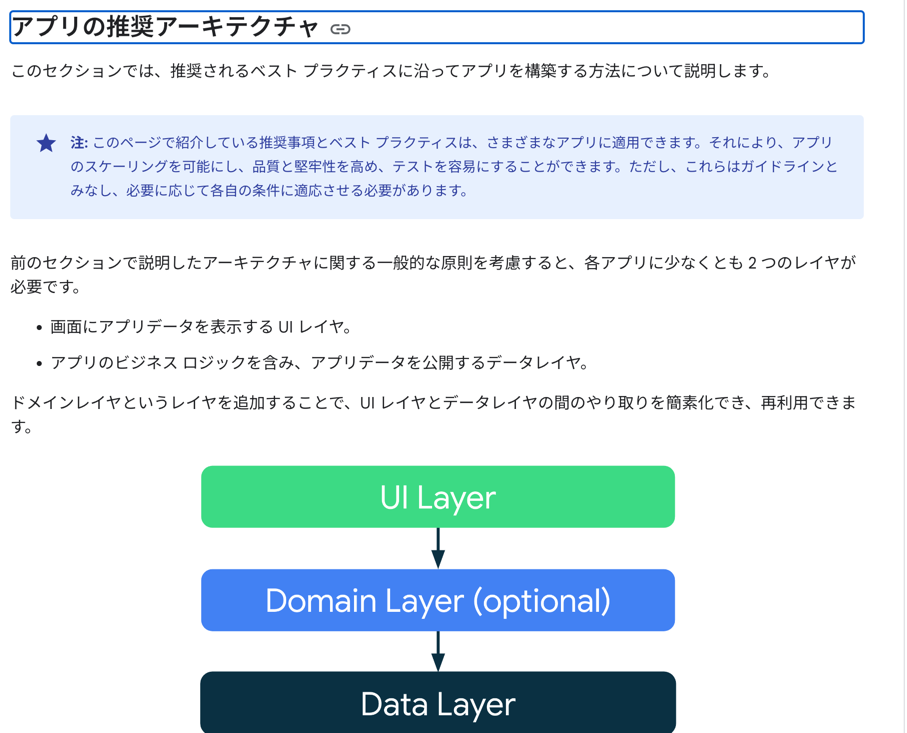 アプリの推奨アーキテクチャ
このセクションでは、推奨されるベスト プラクティスに沿ってアプリを構築する方法について説明します。
注: このページで紹介している推奨事項とベスト プラクティスは、さまざまなアプリに適用できます。それにより、アプリ
のスケーリングを可能にし、品質と堅牢性を高め、テストを容易にすることができます。ただし、これらはガイドラインと
みなし、必要に応じて各自の条件に適応させる必要があります。
前のセクションで説明したアーキテクチャに関する一般的な原則を考慮すると、各アプリに少なくとも 2 つのレイヤが
必要です。
• 画面にアプリデータを表示する UI レイヤ。
• アプリのビジネス ロジックを含み、アプリデータを公開するデータレイヤ。
ドメインレイヤというレイヤを追加することで、UI レイヤとデータレイヤの間のやり取りを簡素化でき、再利用できま
す。
UI Layer
Domain Layer (optional)
Data Layer